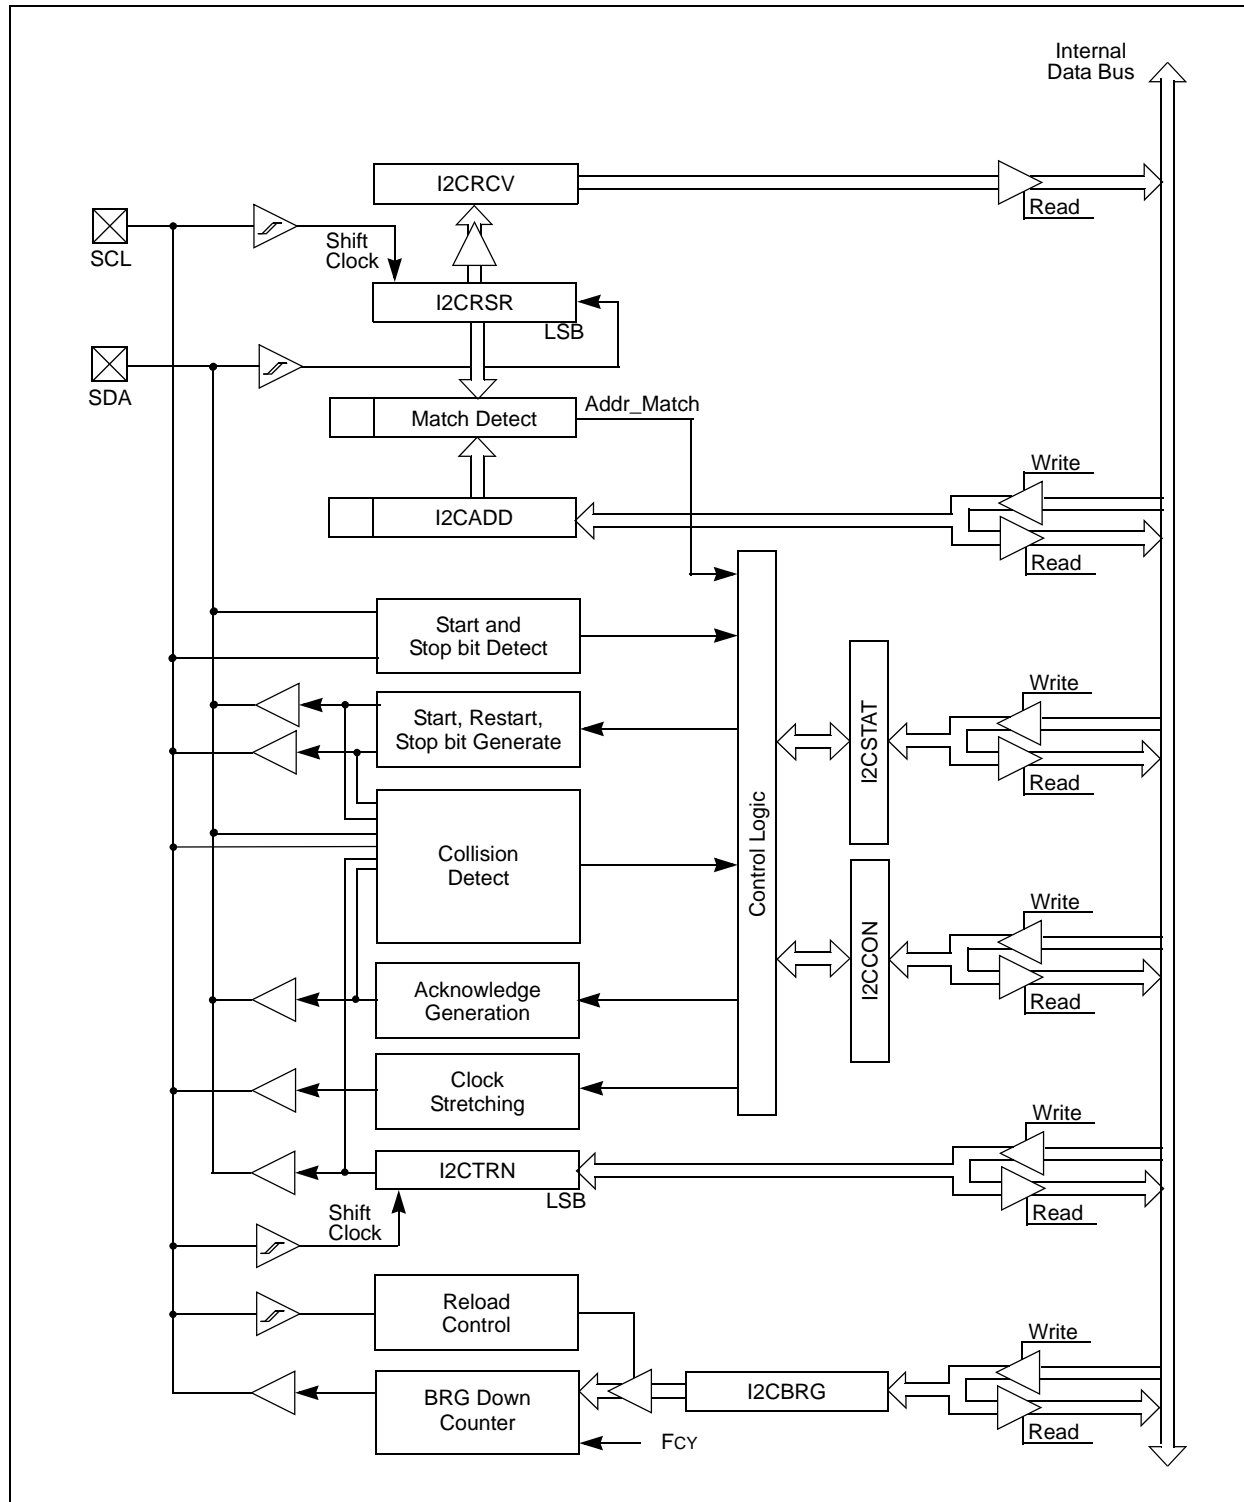 Internal
Data Bus
I2CRCV
Read
SCL
Shift
Clock
I2CRSR
LSB
SDA
Match Detect
Addr_Match
Write
I2CADD
Read
Start and
Stop bit Detect
Write
Start, Restart,
Stop bit Generate
I2CSTAT
Read
Control Logic
Collision
Detect
Write
I2CCON
Acknowledge
Generation
Read
Clock
Stretching
Write
I2CTRN
LSB
Shift
Clock
Read
Reload
Control
Write
BRG Down
Counter
I2CBRG
Read
FCY